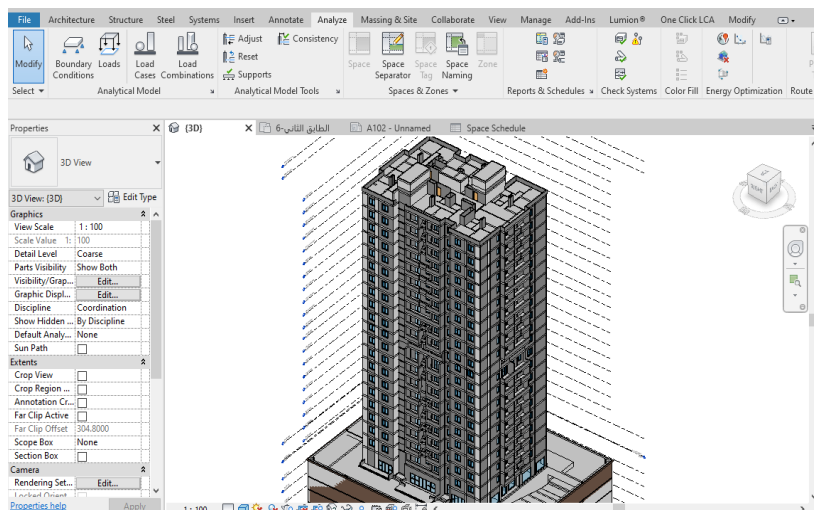 File Architecture Structure Steel Systems Insert Annotate Analyze Massing & Site Collaborate View Manage Add-Ins Lumion® One Click LCA Modify
Modify
Boundary Conditions
Loads
Load Cases
Load Combinations
Adjust
Reset
Supports
Consistency
Space
Space Separator
Space Tag
Space Naming
Zone
Select Analytical Model Analytical Model Tools Spaces & Zones Reports & Schedules Check Systems Color Fill Energy Optimization Route
Properties
{3D}
الطابق الثاني-6
A102 - Unnamed
Space Schedule
3D View
3D View: {3D} Edit Type
Graphics
View Scale 1 : 100
Scale Value 1: 100
Detail Level Coarse
Parts Visibility Show Both
Visibility/Grap... Edit...
Graphic Displ... Edit...
Discipline Coordination
Show Hidden ... By Discipline
Default Analy... None
Sun Path
Extents
Crop View
Crop Region ...
Annotation Cr...
Far Clip Active
Far Clip Offset 304.8000
Scope Box None
Section Box
Camera
Rendering Set... Edit...
Locked Orient...
Properties help Apply
1 : 100